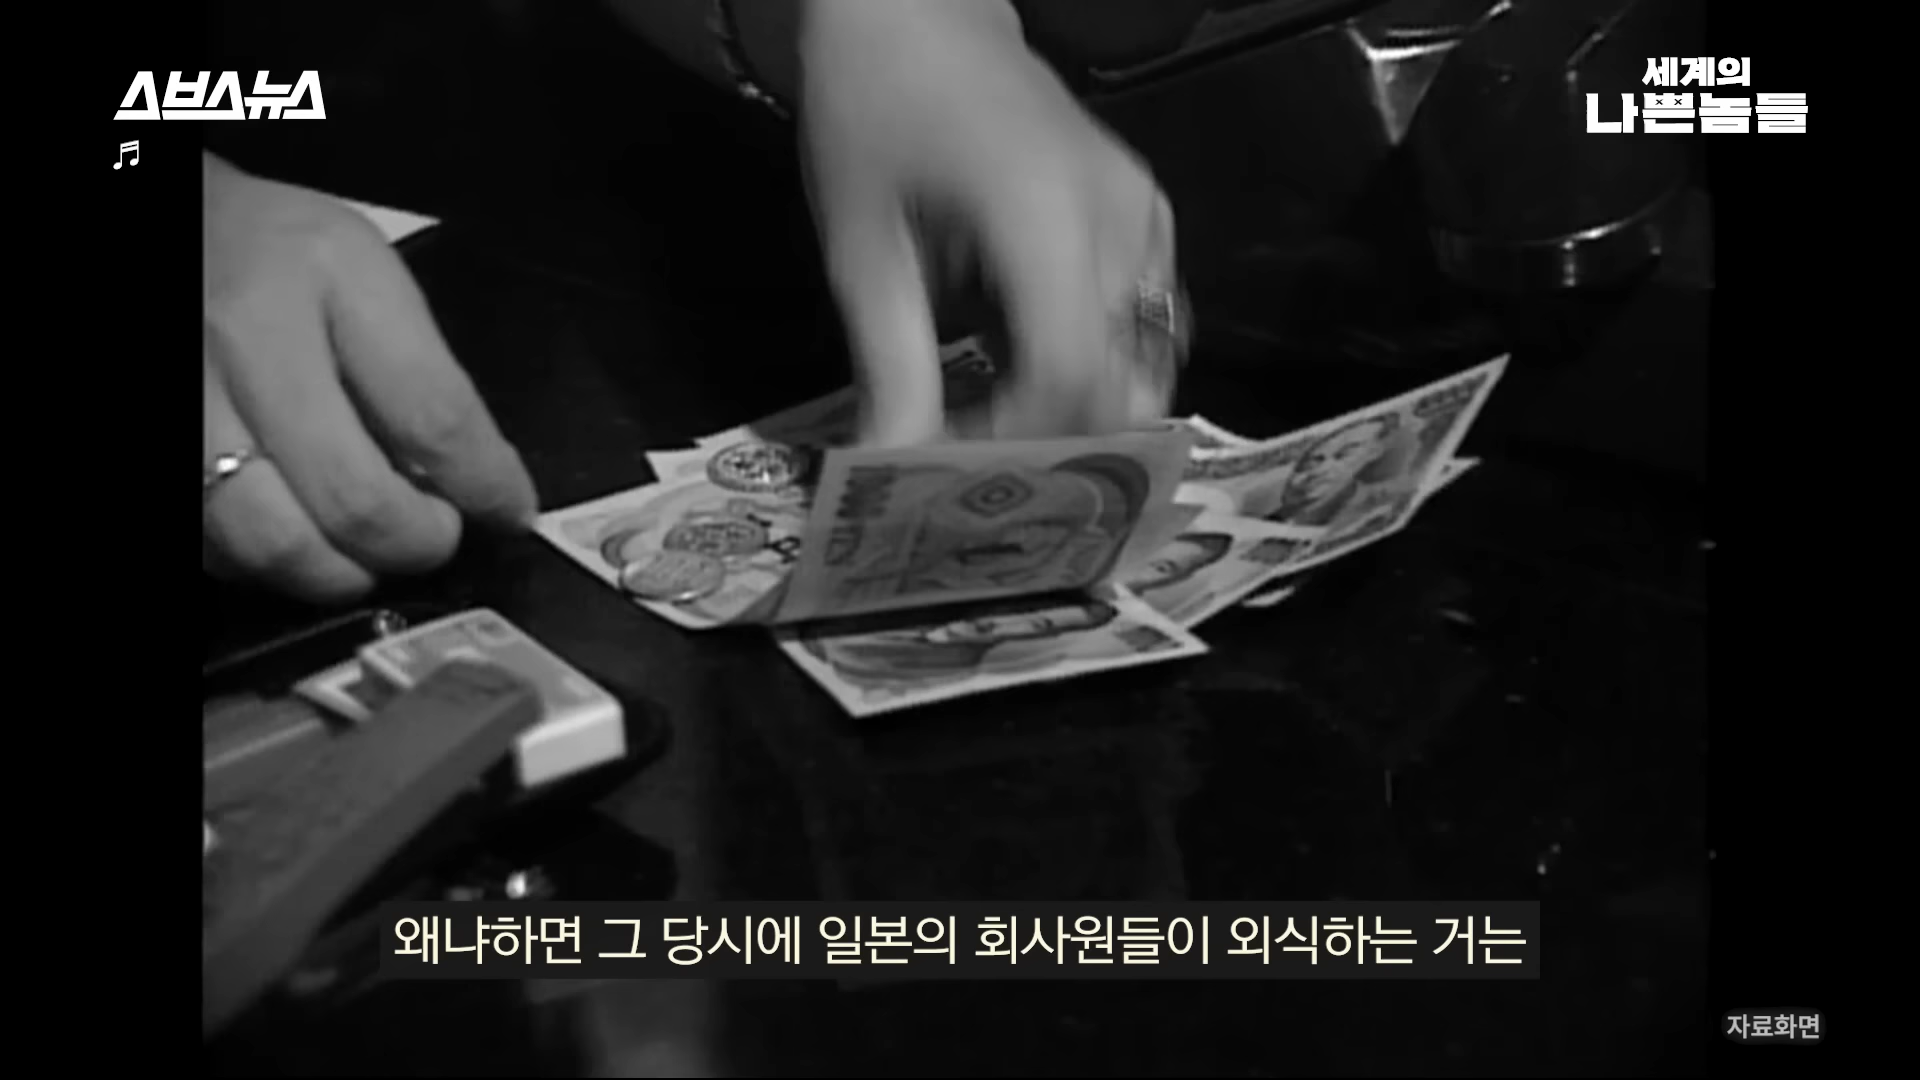 스브스뉴스
세계의
나쁜놈들
왜냐하면 그 당시에 일본의 회사원들이 외식하는 거는
자료화면